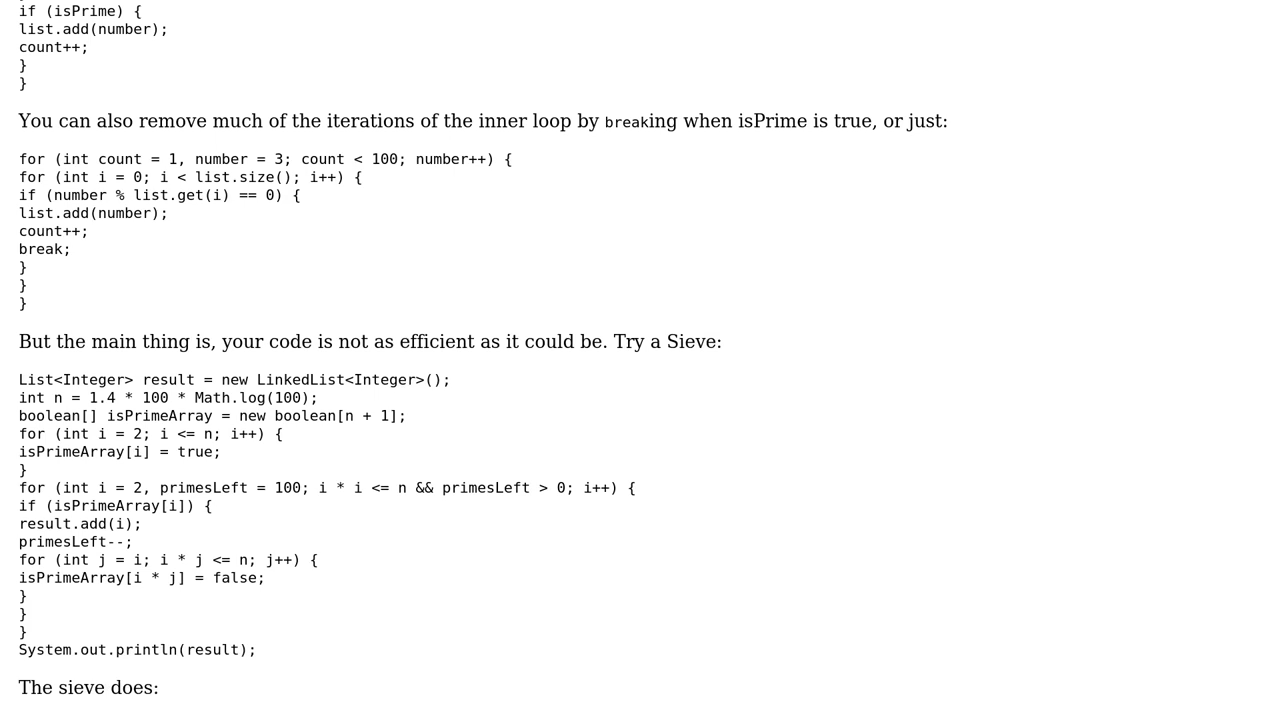 if (isPrime) {
list.add(number);
count++;
}
}
You can also remove much of the iterations of the inner loop by breaking when isPrime is true, or just:
for (int count = 1, number = 3; count < 100; number++) {
for (int i = 0; i < list.size(); i++) {
if (number % list.get(i) == 0) {
list.add(number);
count++;
break;
}
}
}
But the main thing is, your code is not as efficient as it could be. Try a Sieve:
List<Integer> result = new LinkedList<Integer>();
int n = 1.4 * 100 * Math.log(100);
boolean[] isPrimeArray = new boolean[n + 1];
for (int i = 2; i <= n; i++) {
isPrimeArray[i] = true;
}
for (int i = 2, primesLeft = 100; i * i <= n && primesLeft > 0; i++) {
if (isPrimeArray[i]) {
result.add(i);
primesLeft--;
for (int j = i; i * j <= n; j++) {
isPrimeArray[i * j] = false;
}
}
}
System.out.println(result);
The sieve does: